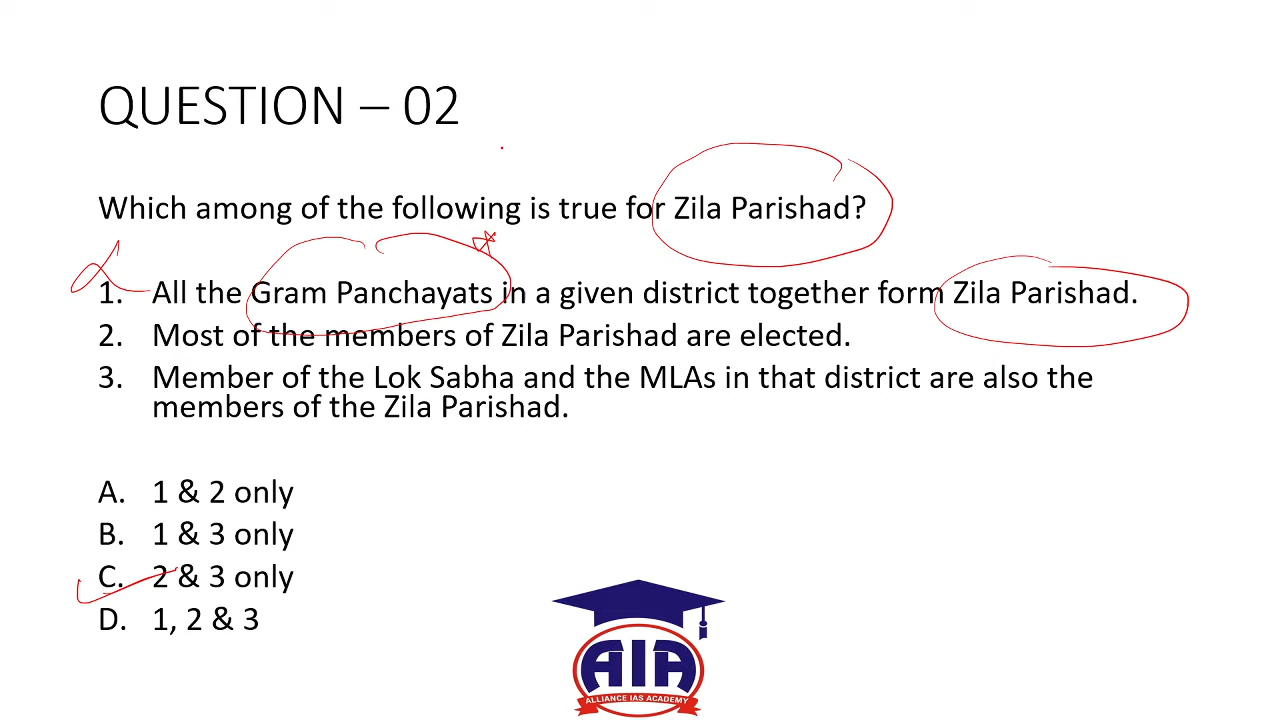 QUESTION – 02
Which among of the following is true for Zila Parishad?
1. All the Gram Panchayats in a given district together form Zila Parishad.
2. Most of the members of Zila Parishad are elected.
3. Member of the Lok Sabha and the MLAs in that district are also the
members of the Zila Parishad.
A. 1 & 2 only
B. 1 & 3 only
C. 2 & 3 only
D. 1, 2 & 3
AIA
ALLIANCE IAS ACADEMY